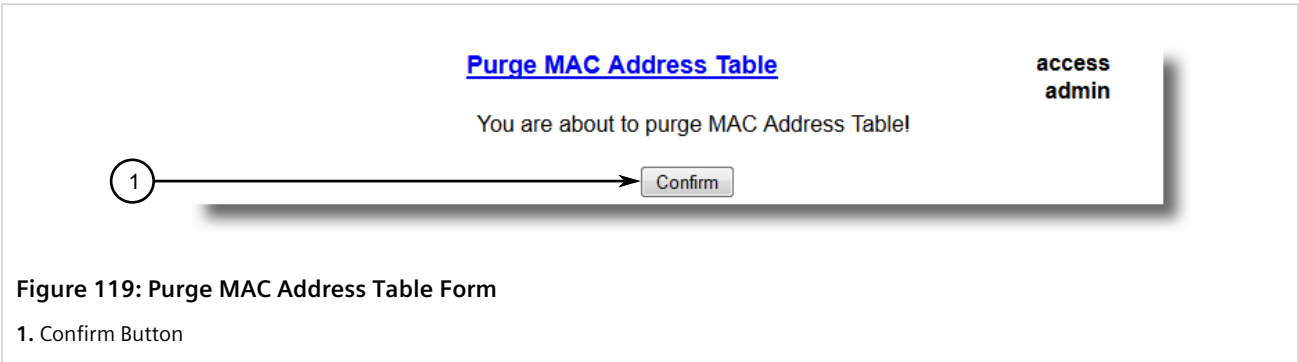 Purge MAC Address Table
access
admin
You are about to purge MAC Address Table!
1
Confirm
Figure 119: Purge MAC Address Table Form
1. Confirm Button